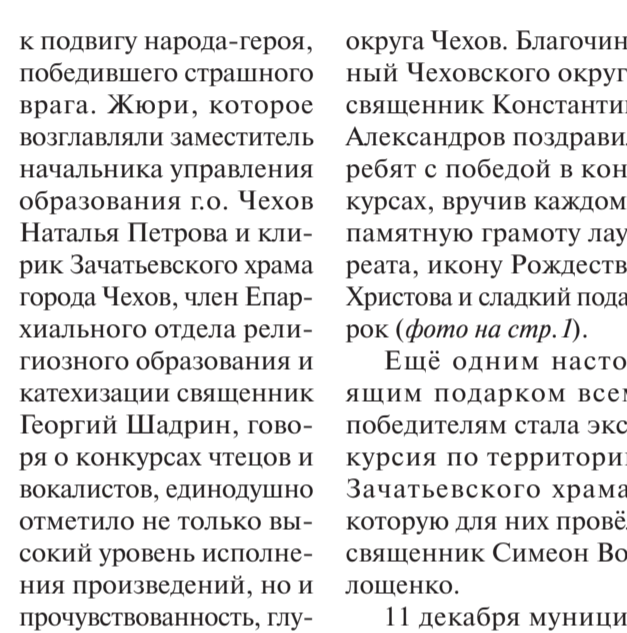 к подвигу народа-героя,
победившего страшного
врага. Жюри, которое
возглавляли заместитель
начальника управления
образования г.о. Чехов
Наталья Петрова и кли-
рик Зачатьевского храма
города Чехов, член Епар-
хиального отдела рели-
гиозного образования и
катехизации священник
Георгий Шадрин, гово-
ря о конкурсах чтецов и
вокалистов, единодушно
отметило не только вы-
сокий уровень исполне-
ния произведений, но и
прочувствованность, глу-
округа Чехов. Благочин
ный Чеховского округ
священник Константи
Александров поздрави
ребят с победой в кон
курсах, вручив каждом
памятную грамоту лау
реата, икону Рождеств
Христова и сладкий пода
рок (фото на стр. 1).
Ещё одним насто
ящим подарком всем
победителям стала экс
курсия по территори
Зачатьевского храма
которую для них провё
священник Симеон Во
лощенко.
11 декабря муници